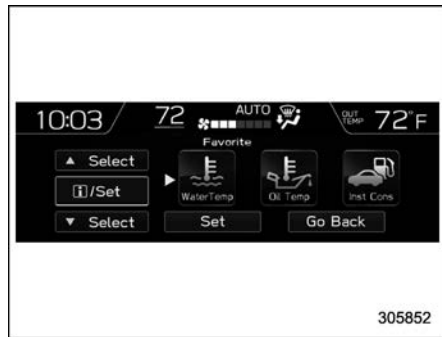 10:03 72 AUTO OUT TEMP 72°F
Favorite
▲ Select
i/Set
▼ Select
WaterTemp Oil Temp Inst Cons
Set Go Back
305852